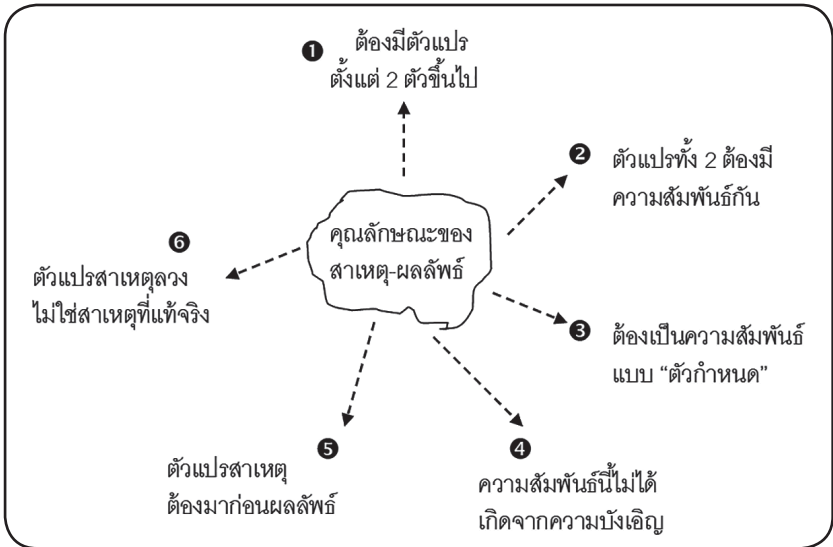 ❶ ต้องมีตัวแปร
ตั้งแต่ 2 ตัวขึ้นไป
❷ ตัวแปรทั้ง 2 ต้องมี
ความสัมพันธ์กัน
คุณลักษณะของ
สาเหตุ-ผลลัพธ์
❸ ต้องเป็นความสัมพันธ์
แบบ “ตัวกำหนด”
❹
ความสัมพันธ์นี้ไม่ได้
เกิดจากความบังเอิญ
❺
ตัวแปรสาเหตุ
ต้องมาก่อนผลลัพธ์
❻
ตัวแปรสาเหตุลวง
ไม่ใช่สาเหตุที่แท้จริง